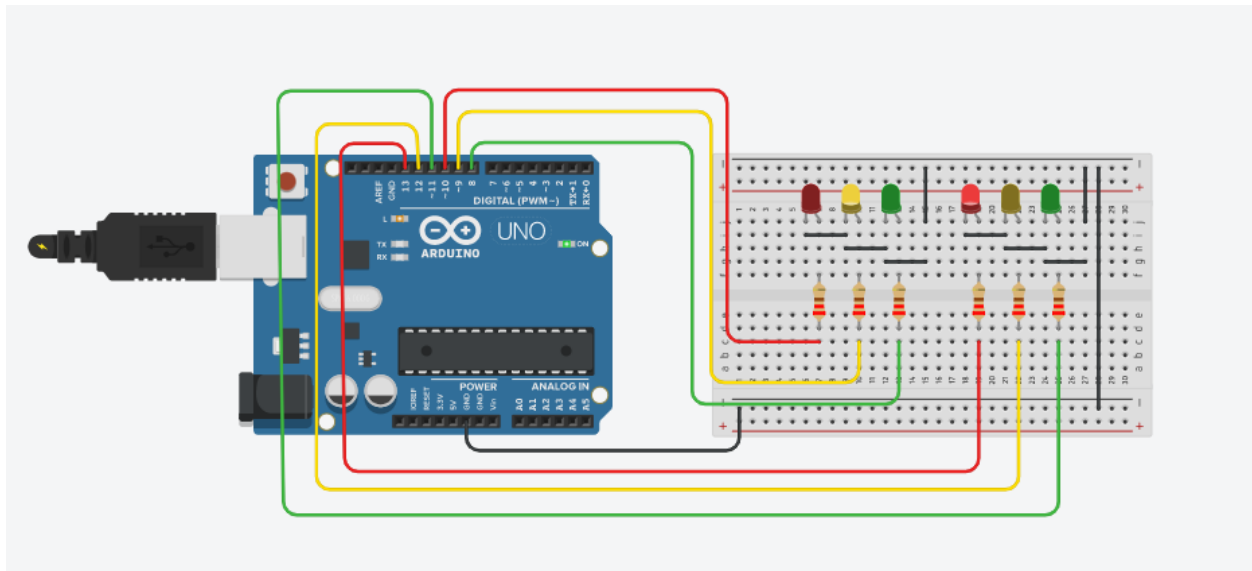 AREF
GND
13
12
~11
~10
~9
8
7
~6
~5
4
~3
2
TX→1
RX←0
DIGITAL (PWM~)
L
TX
RX
UNO
ARDUINO
ON
POWER
ANALOG IN
IOREF
RESET
3.3V
5V
GND
GND
Vin
A0
A1
A2
A3
A4
A5